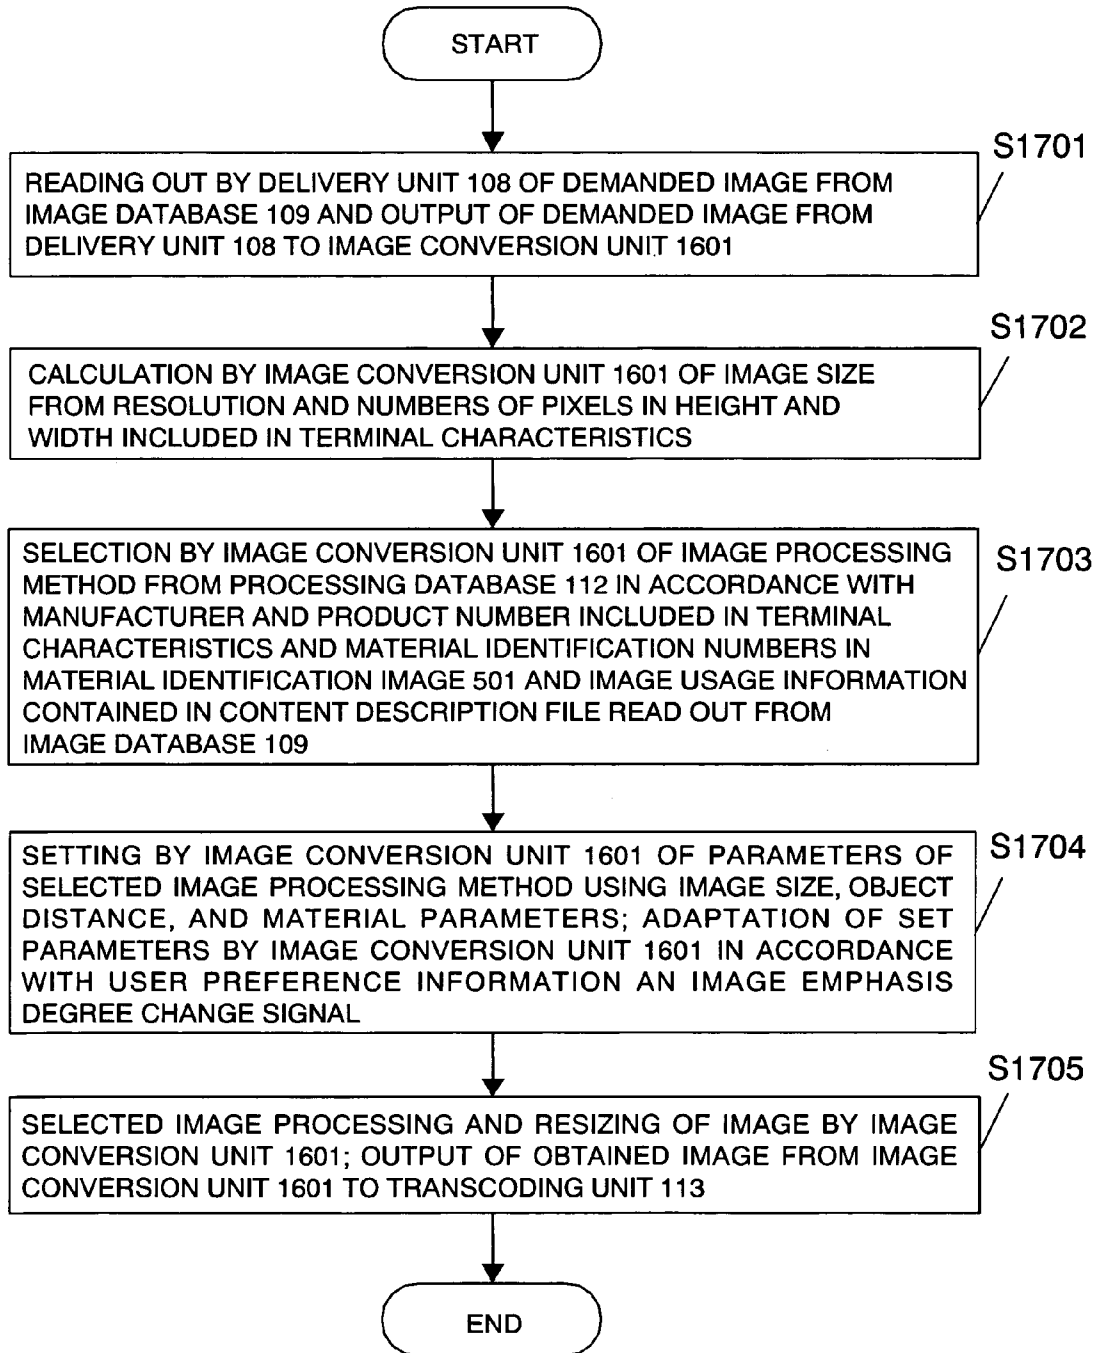 START
S1701
READING OUT BY DELIVERY UNIT 108 OF DEMANDED IMAGE FROM
IMAGE DATABASE 109 AND OUTPUT OF DEMANDED IMAGE FROM
DELIVERY UNIT 108 TO IMAGE CONVERSION UNIT 1601
S1702
CALCULATION BY IMAGE CONVERSION UNIT 1601 OF IMAGE SIZE
FROM RESOLUTION AND NUMBERS OF PIXELS IN HEIGHT AND
WIDTH INCLUDED IN TERMINAL CHARACTERISTICS
S1703
SELECTION BY IMAGE CONVERSION UNIT 1601 OF IMAGE PROCESSING
METHOD FROM PROCESSING DATABASE 112 IN ACCORDANCE WITH
MANUFACTURER AND PRODUCT NUMBER INCLUDED IN TERMINAL
CHARACTERISTICS AND MATERIAL IDENTIFICATION NUMBERS IN
MATERIAL IDENTIFICATION IMAGE 501 AND IMAGE USAGE INFORMATION
CONTAINED IN CONTENT DESCRIPTION FILE READ OUT FROM
IMAGE DATABASE 109
S1704
SETTING BY IMAGE CONVERSION UNIT 1601 OF PARAMETERS OF
SELECTED IMAGE PROCESSING METHOD USING IMAGE SIZE, OBJECT
DISTANCE, AND MATERIAL PARAMETERS; ADAPTATION OF SET
PARAMETERS BY IMAGE CONVERSION UNIT 1601 IN ACCORDANCE
WITH USER PREFERENCE INFORMATION AN IMAGE EMPHASIS
DEGREE CHANGE SIGNAL
S1705
SELECTED IMAGE PROCESSING AND RESIZING OF IMAGE BY IMAGE
CONVERSION UNIT 1601; OUTPUT OF OBTAINED IMAGE FROM IMAGE
CONVERSION UNIT 1601 TO TRANSCODING UNIT 113
END